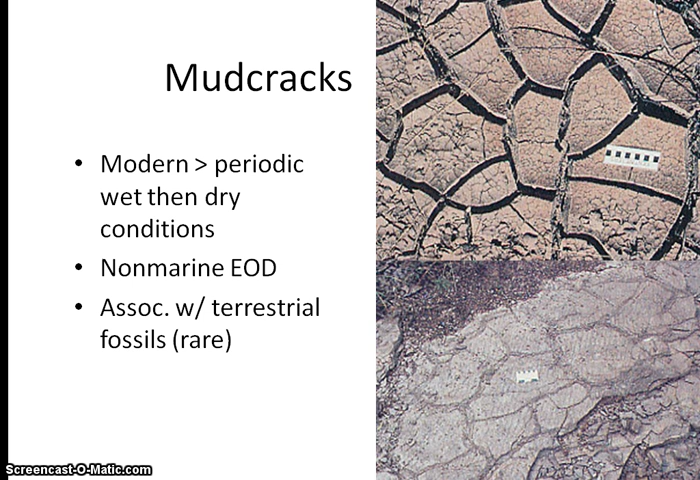 Mudcracks
• Modern > periodic
wet then dry
conditions
• Nonmarine EOD
• Assoc. w/ terrestrial
fossils (rare)
Screencast-O-Matic.com